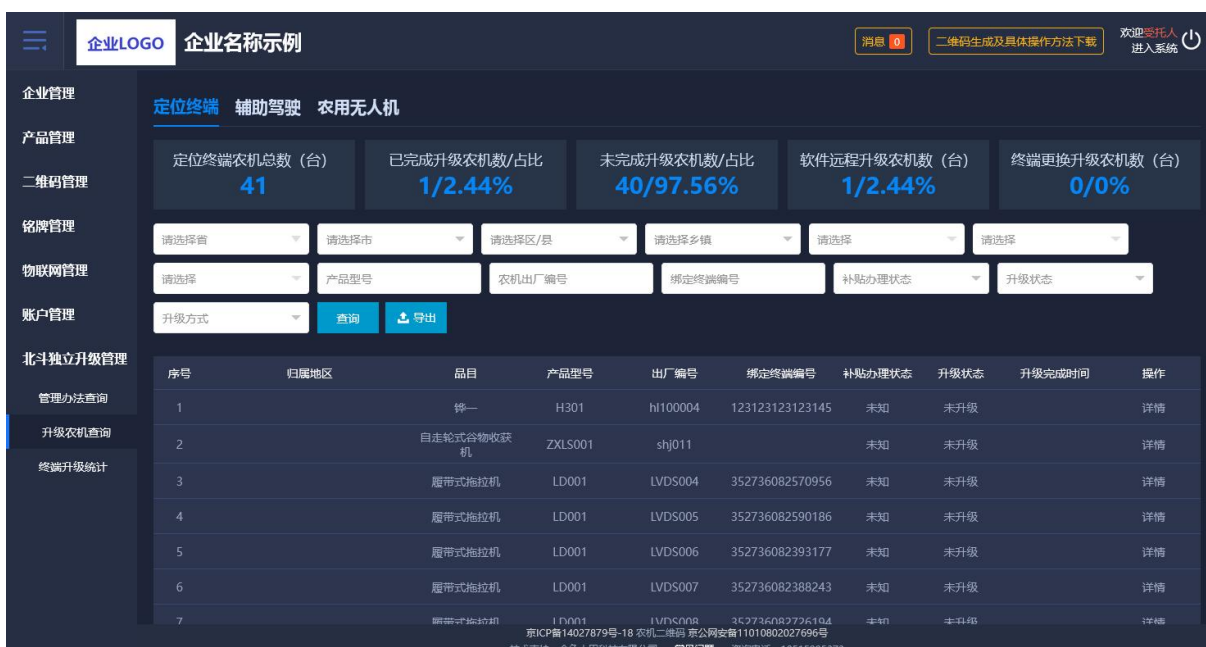 企业LOGO 企业名称示例 消息 0 二维码生成及具体操作方法下载 欢迎受托人
进入系统
企业管理
产品管理
二维码管理
铭牌管理
物联网管理
账户管理
北斗独立升级管理
管理办法查询
升级农机查询
终端升级统计
定位终端 辅助驾驶 农用无人机
定位终端农机总数（台） 已完成升级农机数/占比 未完成升级农机数/占比 软件远程升级农机数（台） 终端更换升级农机数（台）
41 1/2.44% 40/97.56% 1/2.44% 0/0%
请选择省 请选择市 请选择区/县 请选择乡镇 请选择 请选择
请选择 产品型号 农机出厂编号 绑定终端编号 补贴办理状态 升级状态
升级方式 查询 导出
序号 归属地区 品目 产品型号 出厂编号 绑定终端编号 补贴办理状态 升级状态 升级完成时间 操作
1 铧一 H301 hl100004 123123123123145 未知 未升级 详情
2 自走轮式谷物收获机 ZXLS001 shj011 未知 未升级 详情
3 履带式拖拉机 LD001 LVDS004 352736082570956 未知 未升级 详情
4 履带式拖拉机 LD001 LVDS005 352736082590186 未知 未升级 详情
5 履带式拖拉机 LD001 LVDS006 352736082393177 未知 未升级 详情
6 履带式拖拉机 LD001 LVDS007 352736082388243 未知 未升级 详情
7 履带式拖拉机 LD001 LVDS008 352736082726194 未知 未升级 详情
京ICP备14027879号-18 农机二维码 京公网安备11010802027696号